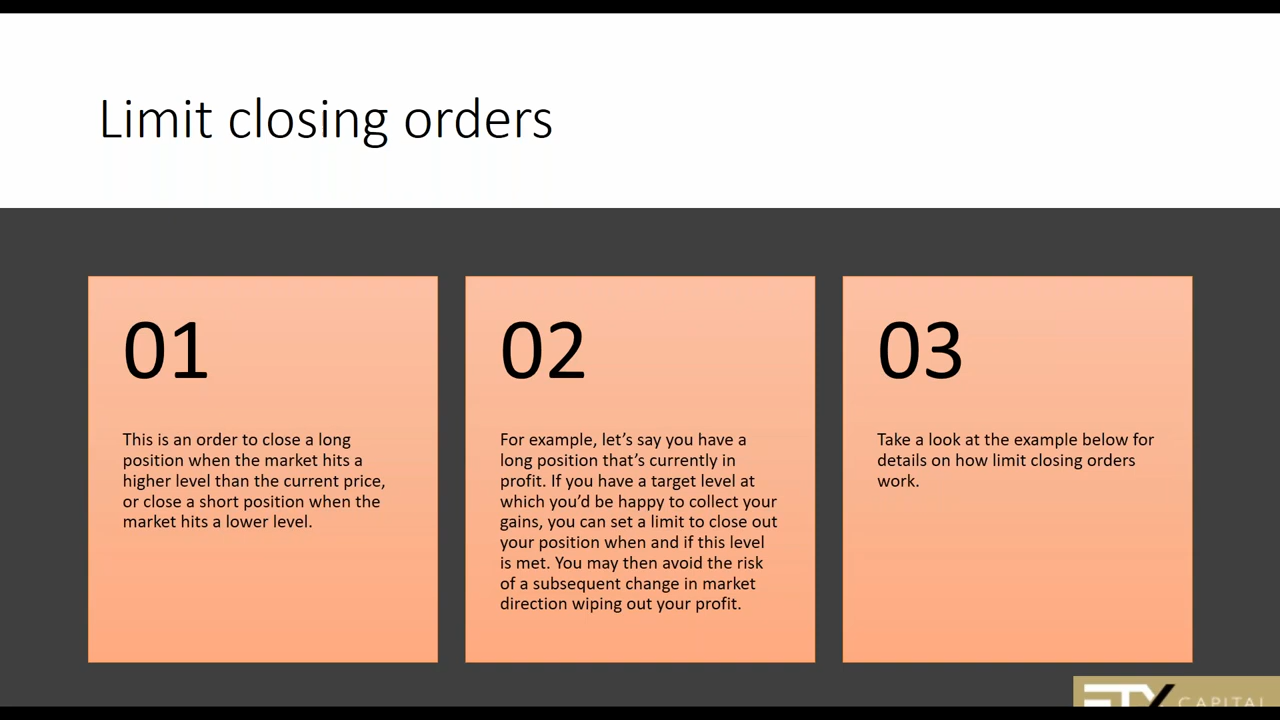 Limit closing orders
01
This is an order to close a long
position when the market hits a
higher level than the current price,
or close a short position when the
market hits a lower level.
02
For example, let’s say you have a
long position that’s currently in
profit. If you have a target level at
which you’d be happy to collect your
gains, you can set a limit to close out
your position when and if this level
is met. You may then avoid the risk
of a subsequent change in market
direction wiping out your profit.
03
Take a look at the example below for
details on how limit closing orders
work.
ETX CAPITAL